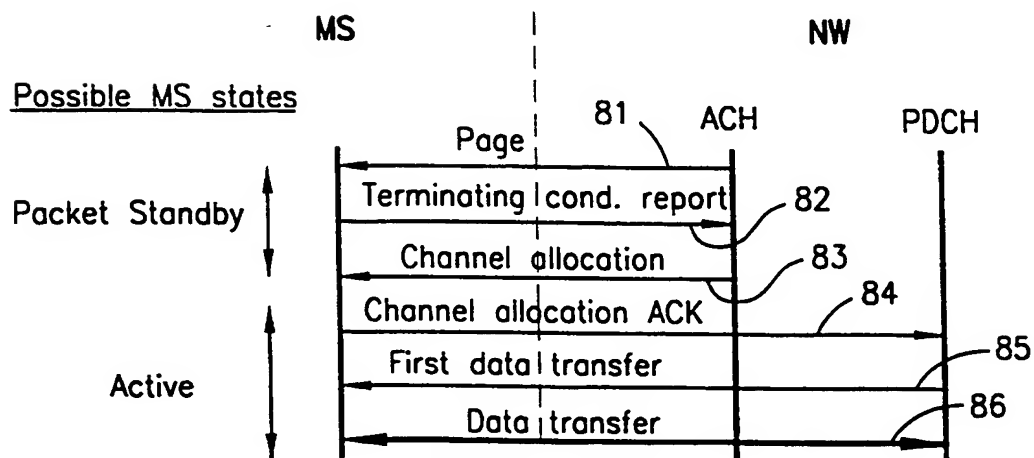 MS NW
Possible MS states
81 ACH PDCH
Page
Terminating cond. report
82
Packet Standby
Channel allocation
83
Channel allocation ACK
84
First data transfer
85
Active
Data transfer
86